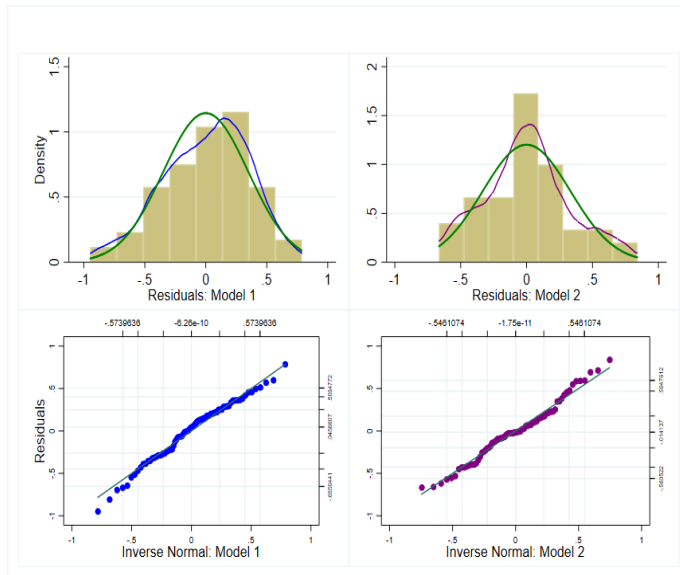 Density
0 .5 1 1.5
-1 -.5 0 .5 1
Residuals: Model 1
0 .5 1 1.5 2
-1 -.5 0 .5 1
Residuals: Model 2
-.5739636 -6.26e-10 .5739636
Residuals
-1 -.5 0 .5 1
-1 -.5 0 .5 1
Inverse Normal: Model 1
-.5461074 -1.75e-11 .5461074
-1 -.5 0 .5 1
-.014137
-.560522
-1 -.5 0 .5 1
Inverse Normal: Model 2